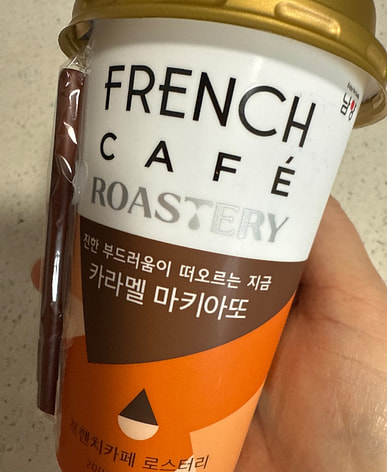 FRENCH
CAFÉ
ROASTERY
진한 부드러움이 떠오르는 지금
카라멜 마키아또
프렌치카페 로스터리